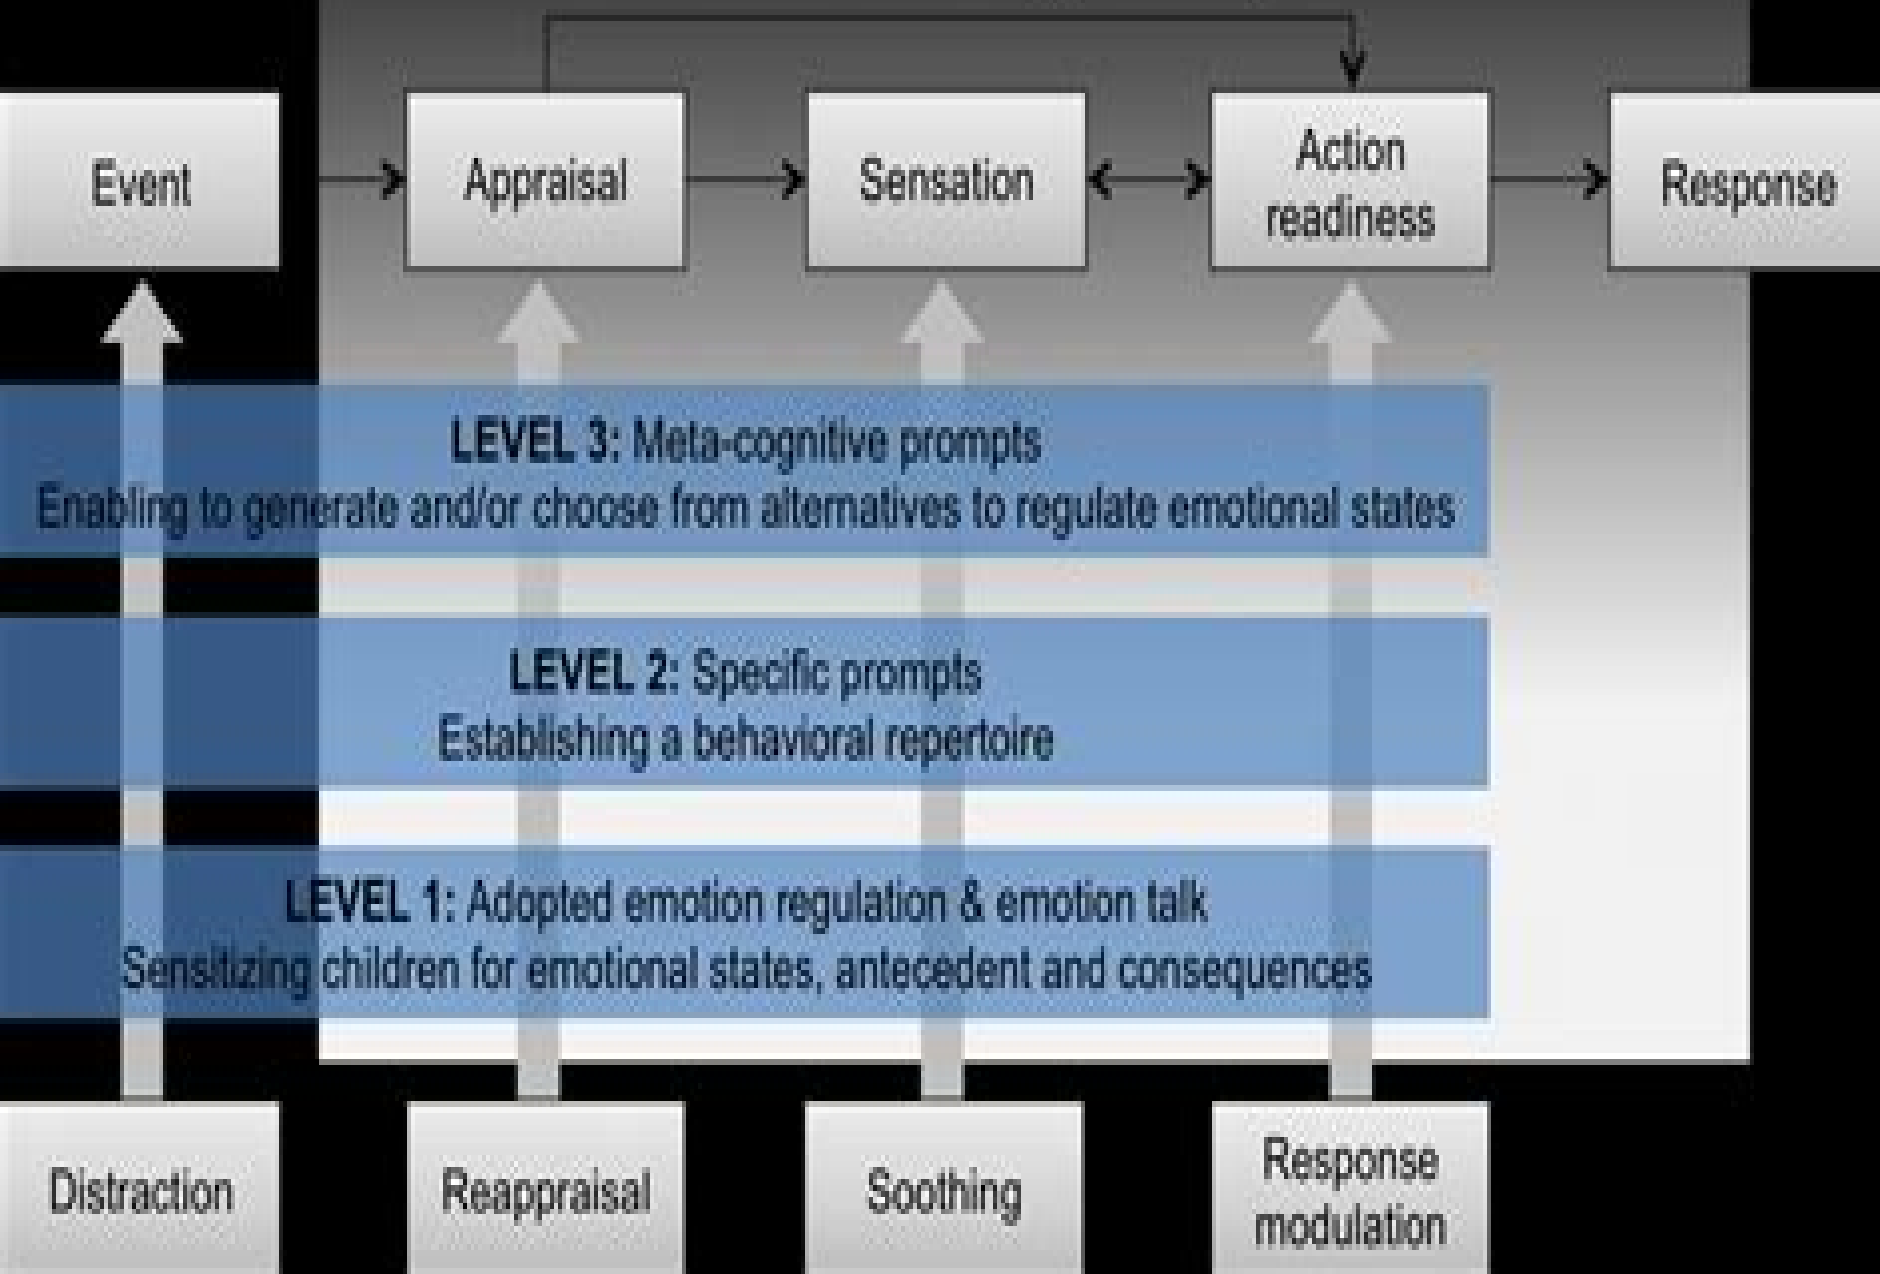 Event
Appraisal
Sensation
Action
readiness
Response
LEVEL 3: Meta-cognitive prompts
Enabling to generate and/or choose from alternatives to regulate emotional states
LEVEL 2: Specific prompts
Establishing a behavioral repertoire
LEVEL 1: Adopted emotion regulation & emotion talk
Sensitizing children for emotional states, antecedent and consequences
Distraction
Reappraisal
Soothing
Response
modulation